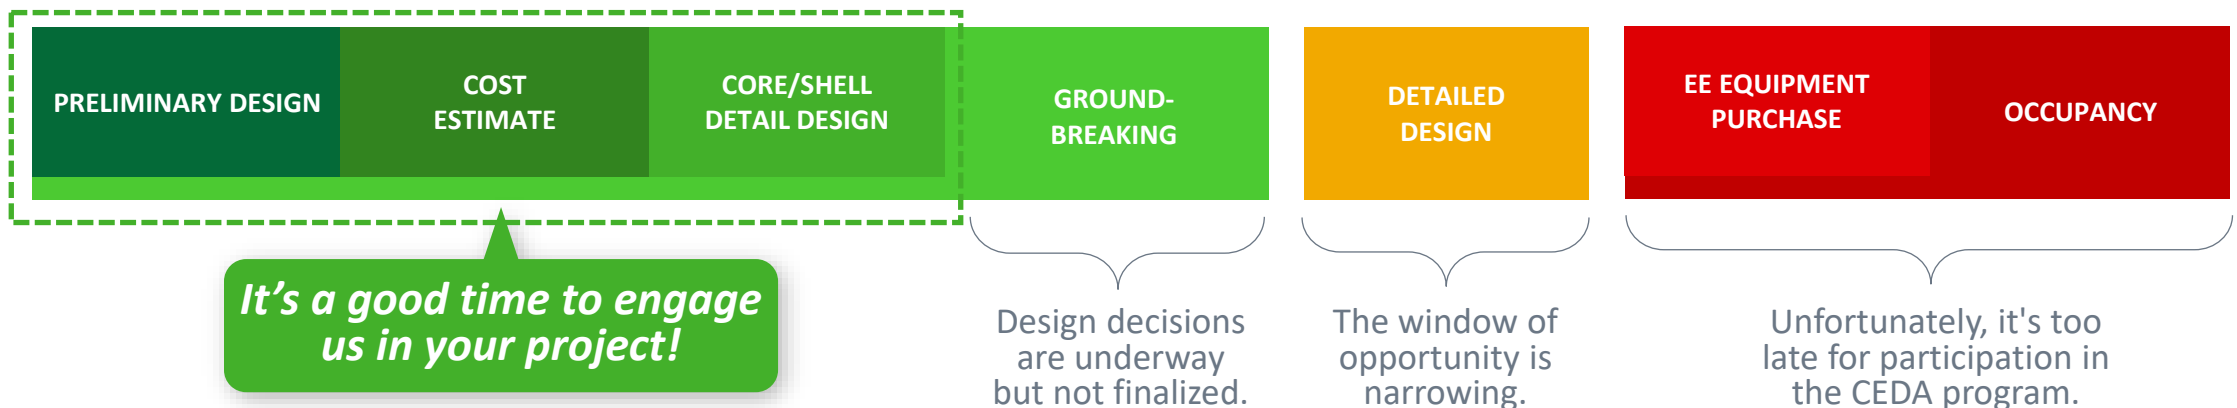 PRELIMINARY DESIGN
COST
ESTIMATE
CORE/SHELL
DETAIL DESIGN
GROUND-
BREAKING
DETAILED
DESIGN
EE EQUIPMENT
PURCHASE
OCCUPANCY
It’s a good time to engage
us in your project!
Design decisions
are underway
but not finalized.
The window of
opportunity is
narrowing.
Unfortunately, it's too
late for participation in
the CEDA program.